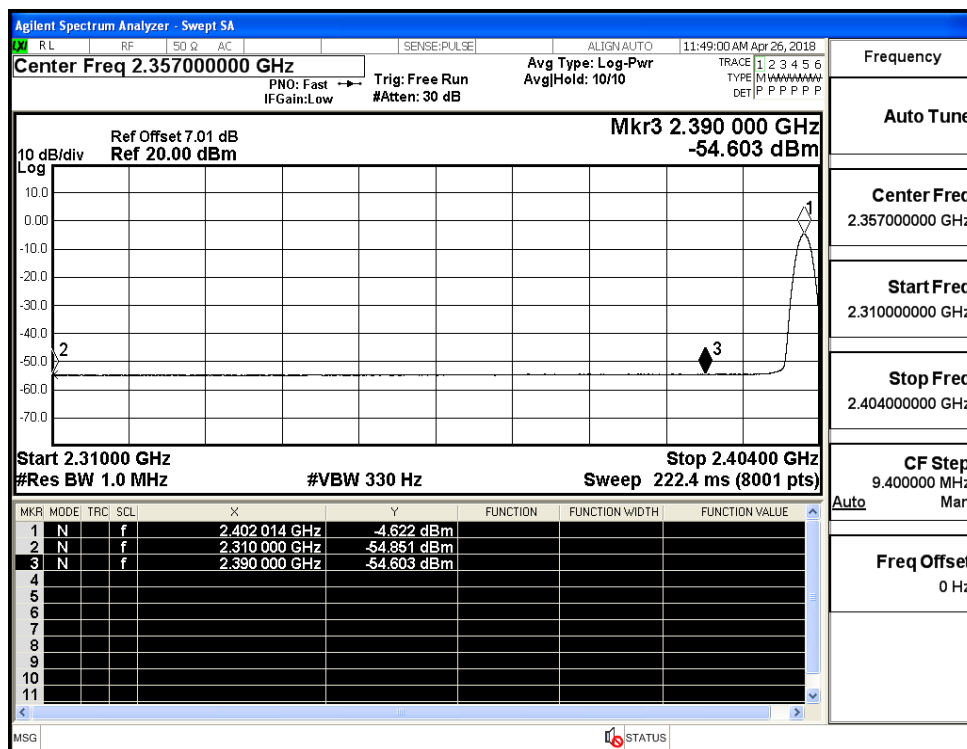 Agilent Spectrum Analyzer - Swept SA
LXI RL RF 50 Ω AC SENSE:PULSE ALIGN AUTO 11:49:00 AM Apr 26, 2018
Center Freq 2.357000000 GHz
PNO: Fast
IFGain:Low
Trig: Free Run
#Atten: 30 dB
Avg Type: Log-Pwr
Avg|Hold: 10/10
TRACE 1 2 3 4 5 6
TYPE M
DET P P P P P P
Ref Offset 7.01 dB
10 dB/div Ref 20.00 dBm
Log
Mkr3 2.390 000 GHz
-54.603 dBm
10.0
0.00
-10.0
-20.0
-30.0
-40.0
-50.0
-60.0
-70.0
1
2
3
Start 2.31000 GHz Stop 2.40400 GHz
#Res BW 1.0 MHz #VBW 330 Hz Sweep 222.4 ms (8001 pts)
MKR MODE TRC SCL X Y FUNCTION FUNCTION WIDTH FUNCTION VALUE
1 N f 2.402 014 GHz -4.622 dBm
2 N f 2.310 000 GHz -54.851 dBm
3 N f 2.390 000 GHz -54.603 dBm
4
5
6
7
8
9
10
11
MSG STATUS
Frequency
Auto Tune
Center Freq
2.357000000 GHz
Start Freq
2.310000000 GHz
Stop Freq
2.404000000 GHz
CF Step
9.400000 MHz
Auto Man
Freq Offset
0 Hz